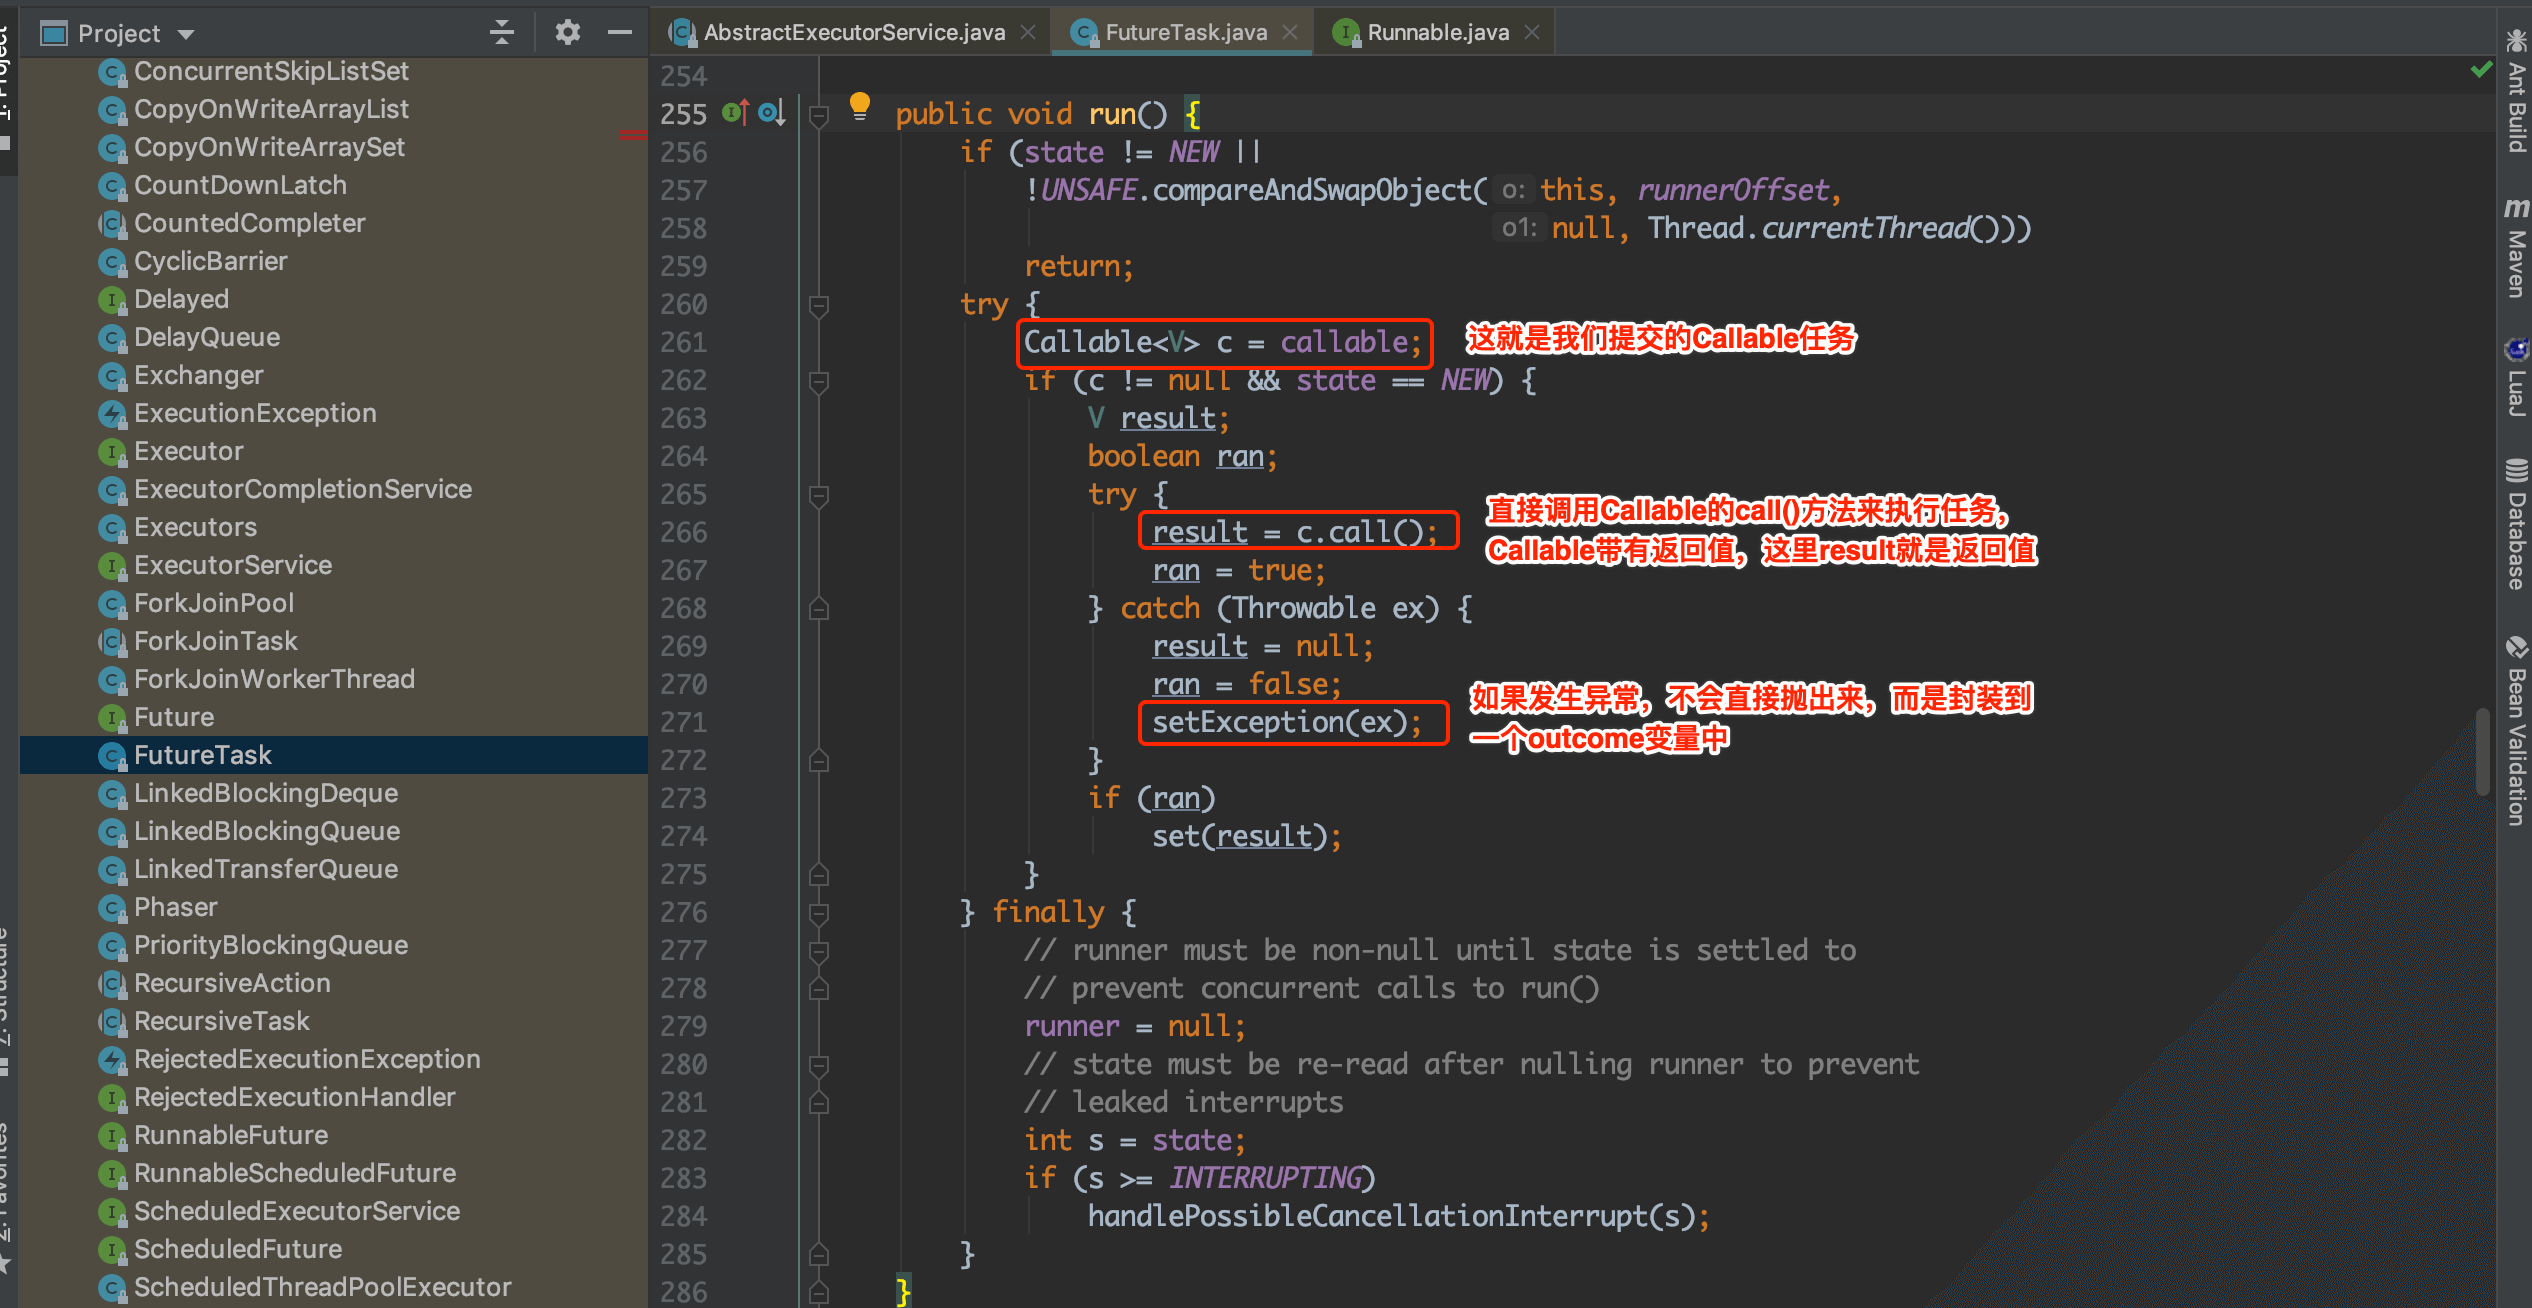 Project
AbstractExecutorService.java
FutureTask.java
Runnable.java
ConcurrentSkipListSet
CopyOnWriteArrayList
CopyOnWriteArraySet
CountDownLatch
CountedCompleter
CyclicBarrier
Delayed
DelayQueue
Exchanger
ExecutionException
Executor
ExecutorCompletionService
Executors
ExecutorService
ForkJoinPool
ForkJoinTask
ForkJoinWorkerThread
Future
FutureTask
LinkedBlockingDeque
LinkedBlockingQueue
LinkedTransferQueue
Phaser
PriorityBlockingQueue
RecursiveAction
RecursiveTask
RejectedExecutionException
RejectedExecutionHandler
RunnableFuture
RunnableScheduledFuture
ScheduledExecutorService
ScheduledFuture
ScheduledThreadPoolExecutor
254
255 public void run() {
256 if (state != NEW ||
257 !UNSAFE.compareAndSwapObject( o: this, runnerOffset,
258 o1: null, Thread.currentThread()))
259 return;
260 try {
261 Callable<V> c = callable; 这就是我们提交的Callable任务
262 if (c != null && state == NEW) {
263 V result;
264 boolean ran;
265 try {
直接调用Callable的call()方法来执行任务，
266 result = c.call();
Callable带有返回值，这里result就是返回值
267 ran = true;
268 } catch (Throwable ex) {
269 result = null;
270 ran = false;
如果发生异常，不会直接抛出来，而是封装到
271 setException(ex);
一个outcome变量中
272 }
273 if (ran)
274 set(result);
275 }
276 } finally {
277 // runner must be non-null until state is settled to
278 // prevent concurrent calls to run()
279 runner = null;
280 // state must be re-read after nulling runner to prevent
281 // leaked interrupts
282 int s = state;
283 if (s >= INTERRUPTING)
284 handlePossibleCancellationInterrupt(s);
285 }
286 }
Ant Build
Maven
LuaJ
Database
Bean Validation
1: Project
7: Structure
2: Favorites